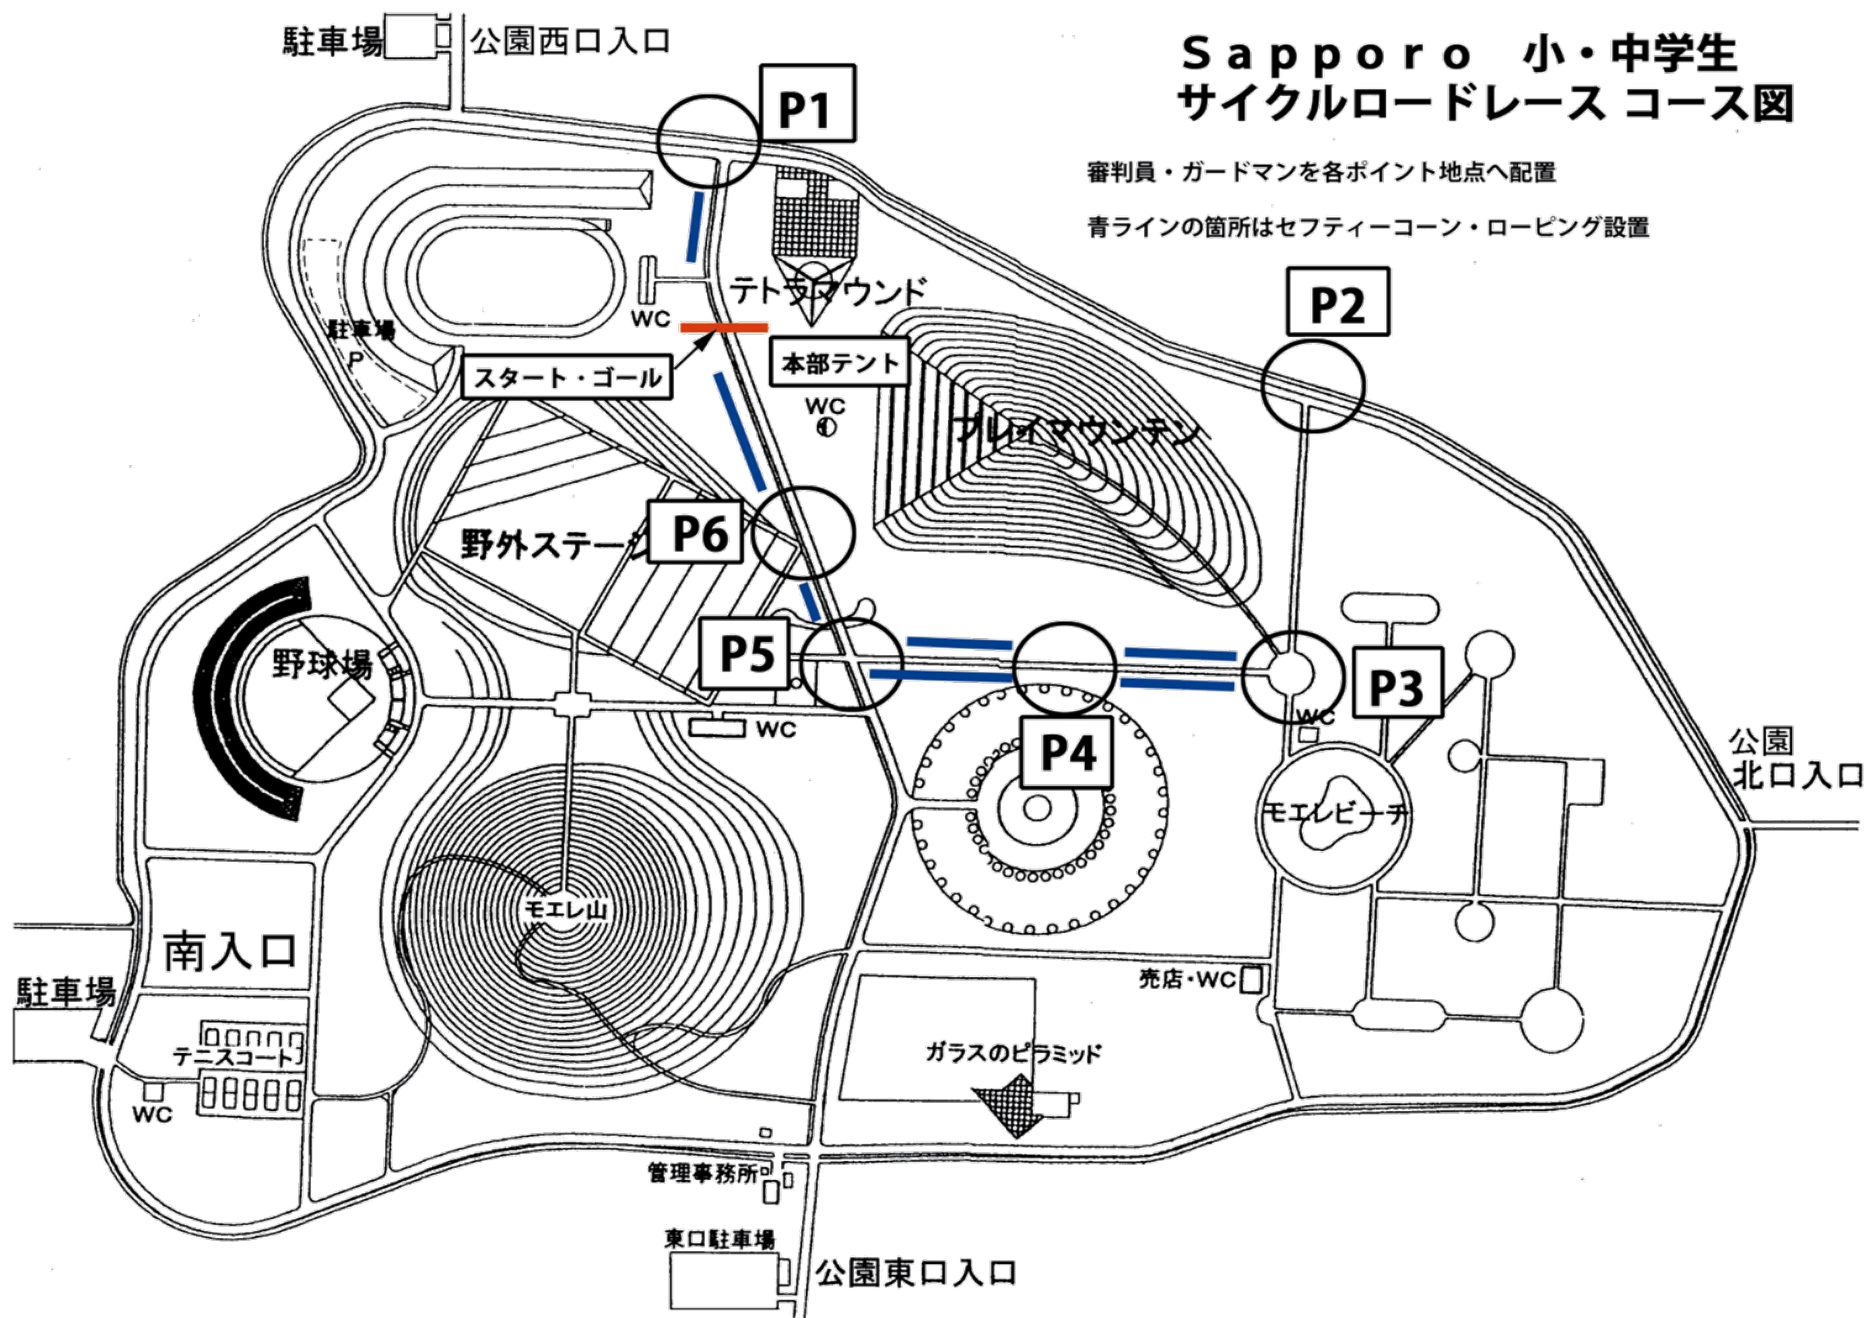 駐車場
公園西口入口
Sapporo 小・中学生
サイクルロードレース コース図
P1
審判員・ガードマンを各ポイント地点へ配置
青ラインの箇所はセフティーコーン・ローピング設置
テトラマウンド
WC
駐車場
P
スタート・ゴール
本部テント
WC
P2
プレイマウンテン
P6
野外ステージ
P5
野球場
P3
WC
WC
P4
公園
北口入口
モエレビーチ
モエレ山
南入口
駐車場
売店・WC
テニスコート
ガラスのピラミッド
WC
管理事務所
東口駐車場
公園東口入口